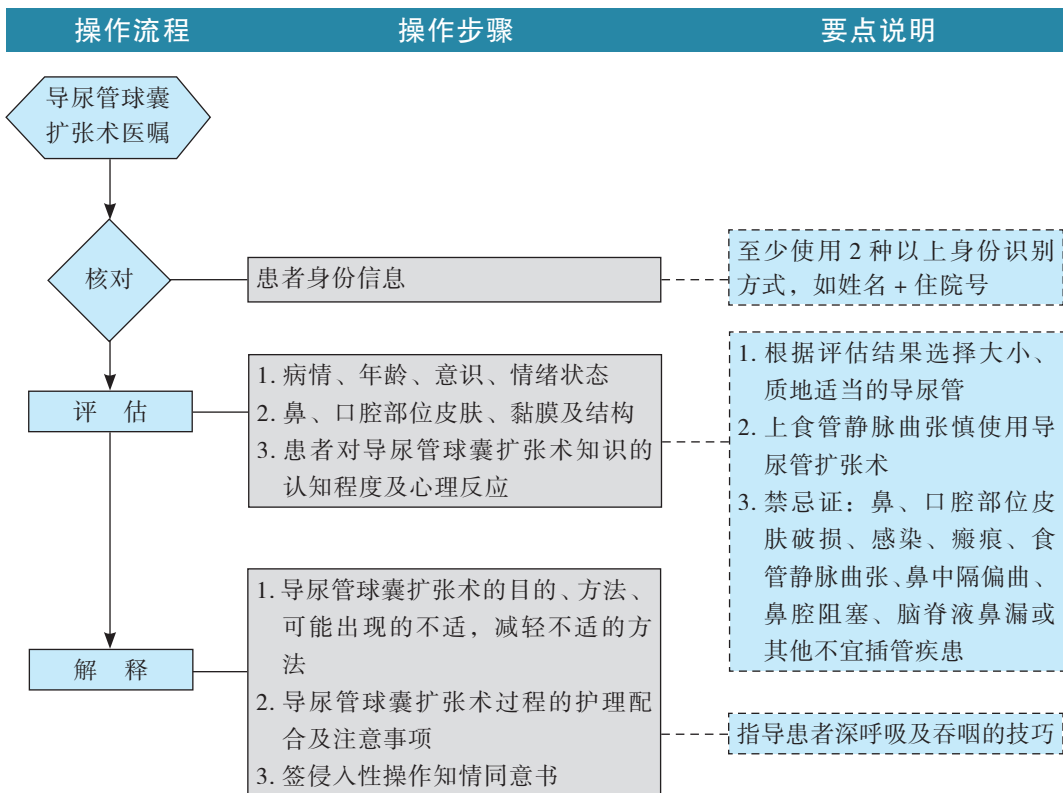 操作流程
操作步骤
要点说明
导尿管球囊
扩张术医嘱
核对
患者身份信息
至少使用 2 种以上身份识别
方式，如姓名 + 住院号
评 估
1. 病情、年龄、意识、情绪状态
2. 鼻、口腔部位皮肤、黏膜及结构
3. 患者对导尿管球囊扩张术知识的
认知程度及心理反应
1. 根据评估结果选择大小、
质地适当的导尿管
2. 上食管静脉曲张慎使用导
尿管扩张术
3. 禁忌证：鼻、口腔部位皮
肤破损、感染、瘢痕、食
管静脉曲张、鼻中隔偏曲、
鼻腔阻塞、脑脊液鼻漏或
其他不宜插管疾患
解 释
1. 导尿管球囊扩张术的目的、方法、
可能出现的不适，减轻不适的方
法
2. 导尿管球囊扩张术过程的护理配
合及注意事项
3. 签侵入性操作知情同意书
指导患者深呼吸及吞咽的技巧